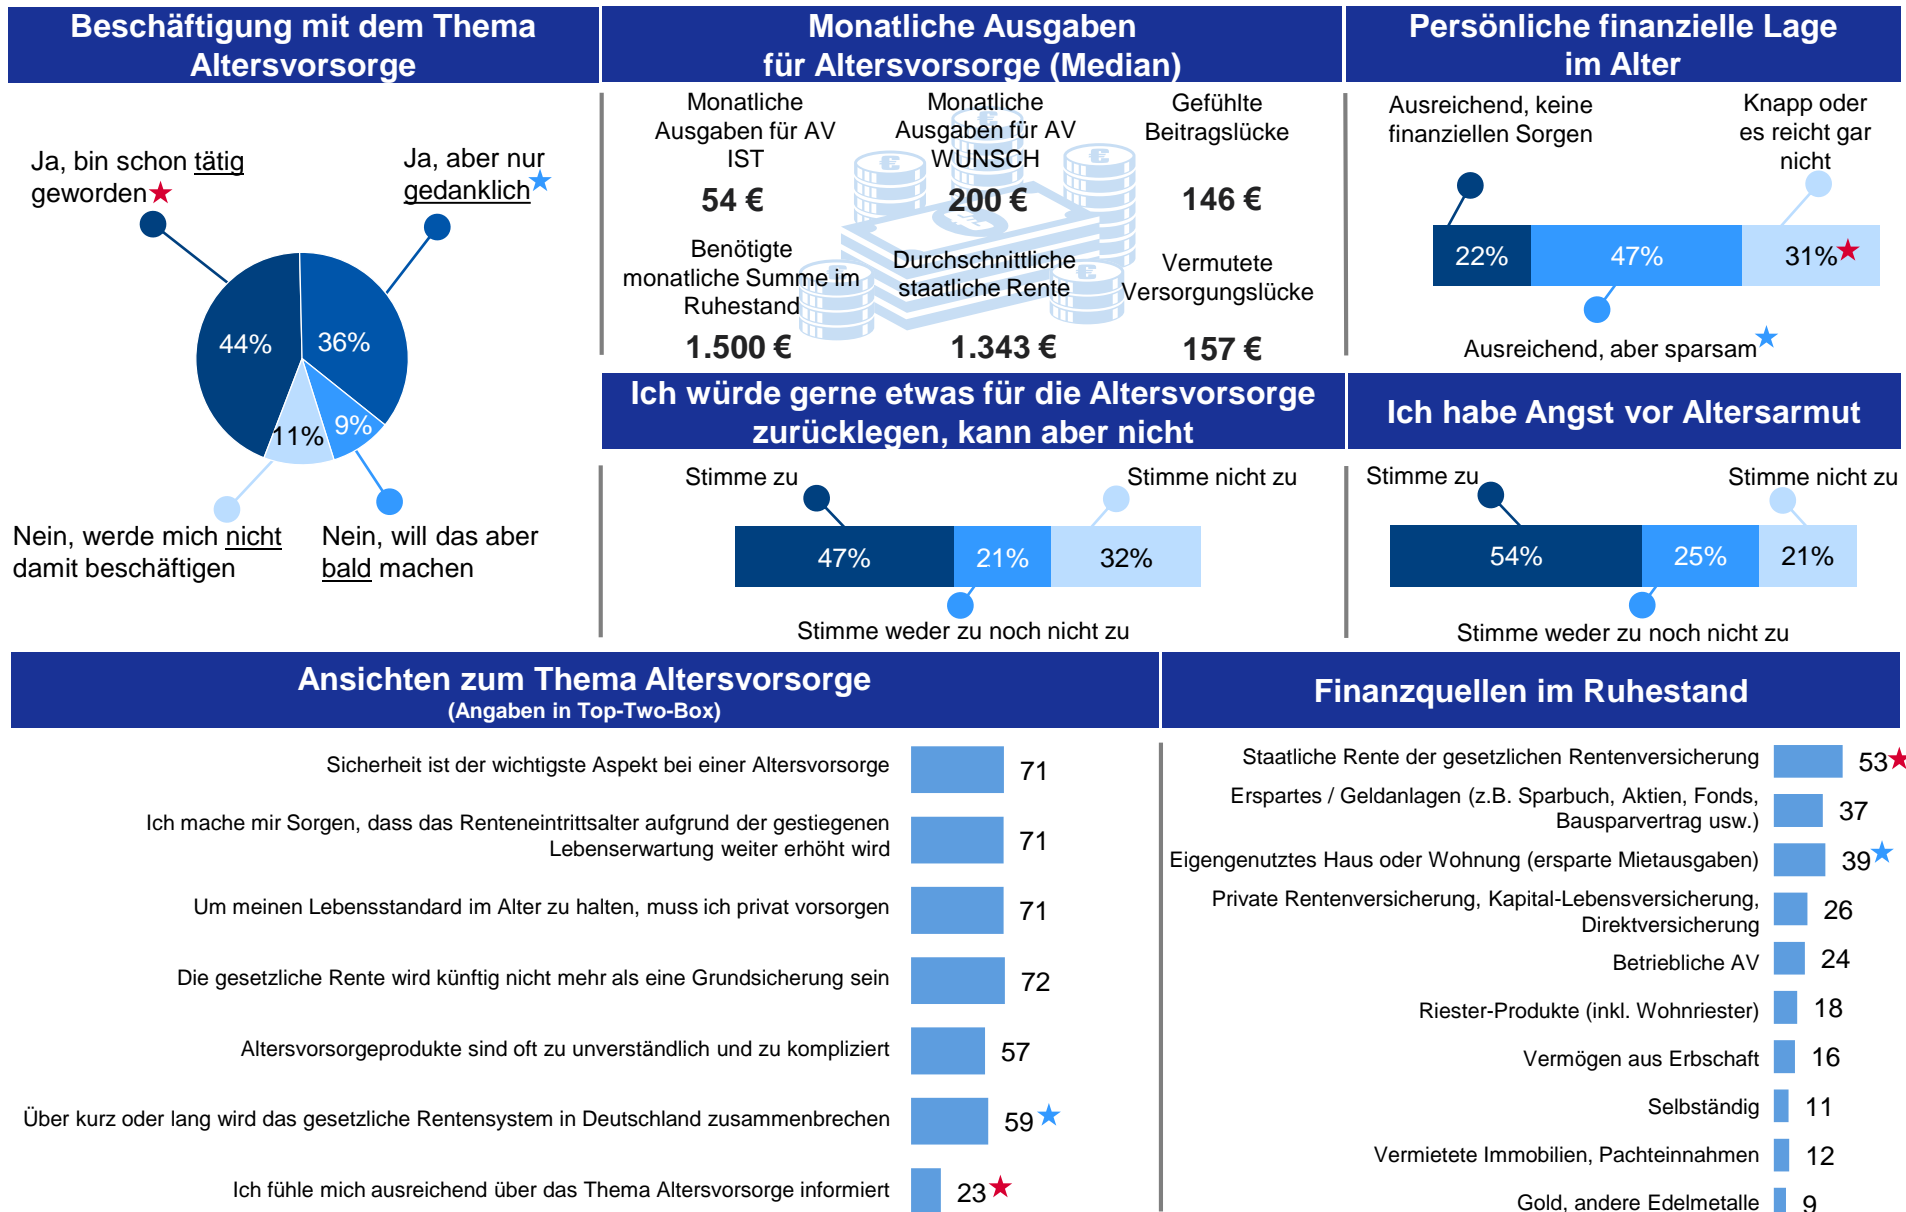 Beschäftigung mit dem Thema
Altersvorsorge
Ja, bin schon tätig
geworden
Ja, aber nur
gedanklich
44%
36%
11%
9%
Nein, werde mich nicht
damit beschäftigen
Nein, will das aber
bald machen
Monatliche Ausgaben
für Altersvorsorge (Median)
Monatliche
Ausgaben für AV
IST
54 €
Monatliche
Ausgaben für AV
WUNSCH
200 €
Gefühlte
Beitragslücke
146 €
Benötigte
monatliche Summe im
Ruhestand
1.500 €
Durchschnittliche
staatliche Rente
1.343 €
Vermutete
Versorgungslücke
157 €
Persönliche finanzielle Lage
im Alter
Ausreichend, keine
finanziellen Sorgen
Knapp oder
es reicht gar
nicht
22%
47%
31%
Ausreichend, aber sparsam
Ich würde gerne etwas für die Altersvorsorge
zurücklegen, kann aber nicht
Stimme zu
Stimme nicht zu
47%
21%
32%
Stimme weder zu noch nicht zu
Ich habe Angst vor Altersarmut
Stimme zu
Stimme nicht zu
54%
25%
21%
Stimme weder zu noch nicht zu
Ansichten zum Thema Altersvorsorge
(Angaben in Top-Two-Box)
Sicherheit ist der wichtigste Aspekt bei einer Altersvorsorge
71
Ich mache mir Sorgen, dass das Renteneintrittsalter aufgrund der gestiegenen
Lebenserwartung weiter erhöht wird
71
Um meinen Lebensstandard im Alter zu halten, muss ich privat vorsorgen
71
Die gesetzliche Rente wird künftig nicht mehr als eine Grundsicherung sein
72
Altersvorsorgeprodukte sind oft zu unverständlich und zu kompliziert
57
Über kurz oder lang wird das gesetzliche Rentensystem in Deutschland zusammenbrechen
59
Ich fühle mich ausreichend über das Thema Altersvorsorge informiert
23
Finanzquellen im Ruhestand
Staatliche Rente der gesetzlichen Rentenversicherung
53
Erspartes / Geldanlagen (z.B. Sparbuch, Aktien, Fonds,
Bausparvertrag usw.)
37
Eigengenutztes Haus oder Wohnung (ersparte Mietausgaben)
39
Private Rentenversicherung, Kapital-Lebensversicherung,
Direktversicherung
26
Betriebliche AV
24
Riester-Produkte (inkl. Wohnriester)
18
Vermögen aus Erbschaft
16
Selbständig
11
Vermietete Immobilien, Pachteinnahmen
12
Gold, andere Edelmetalle
9